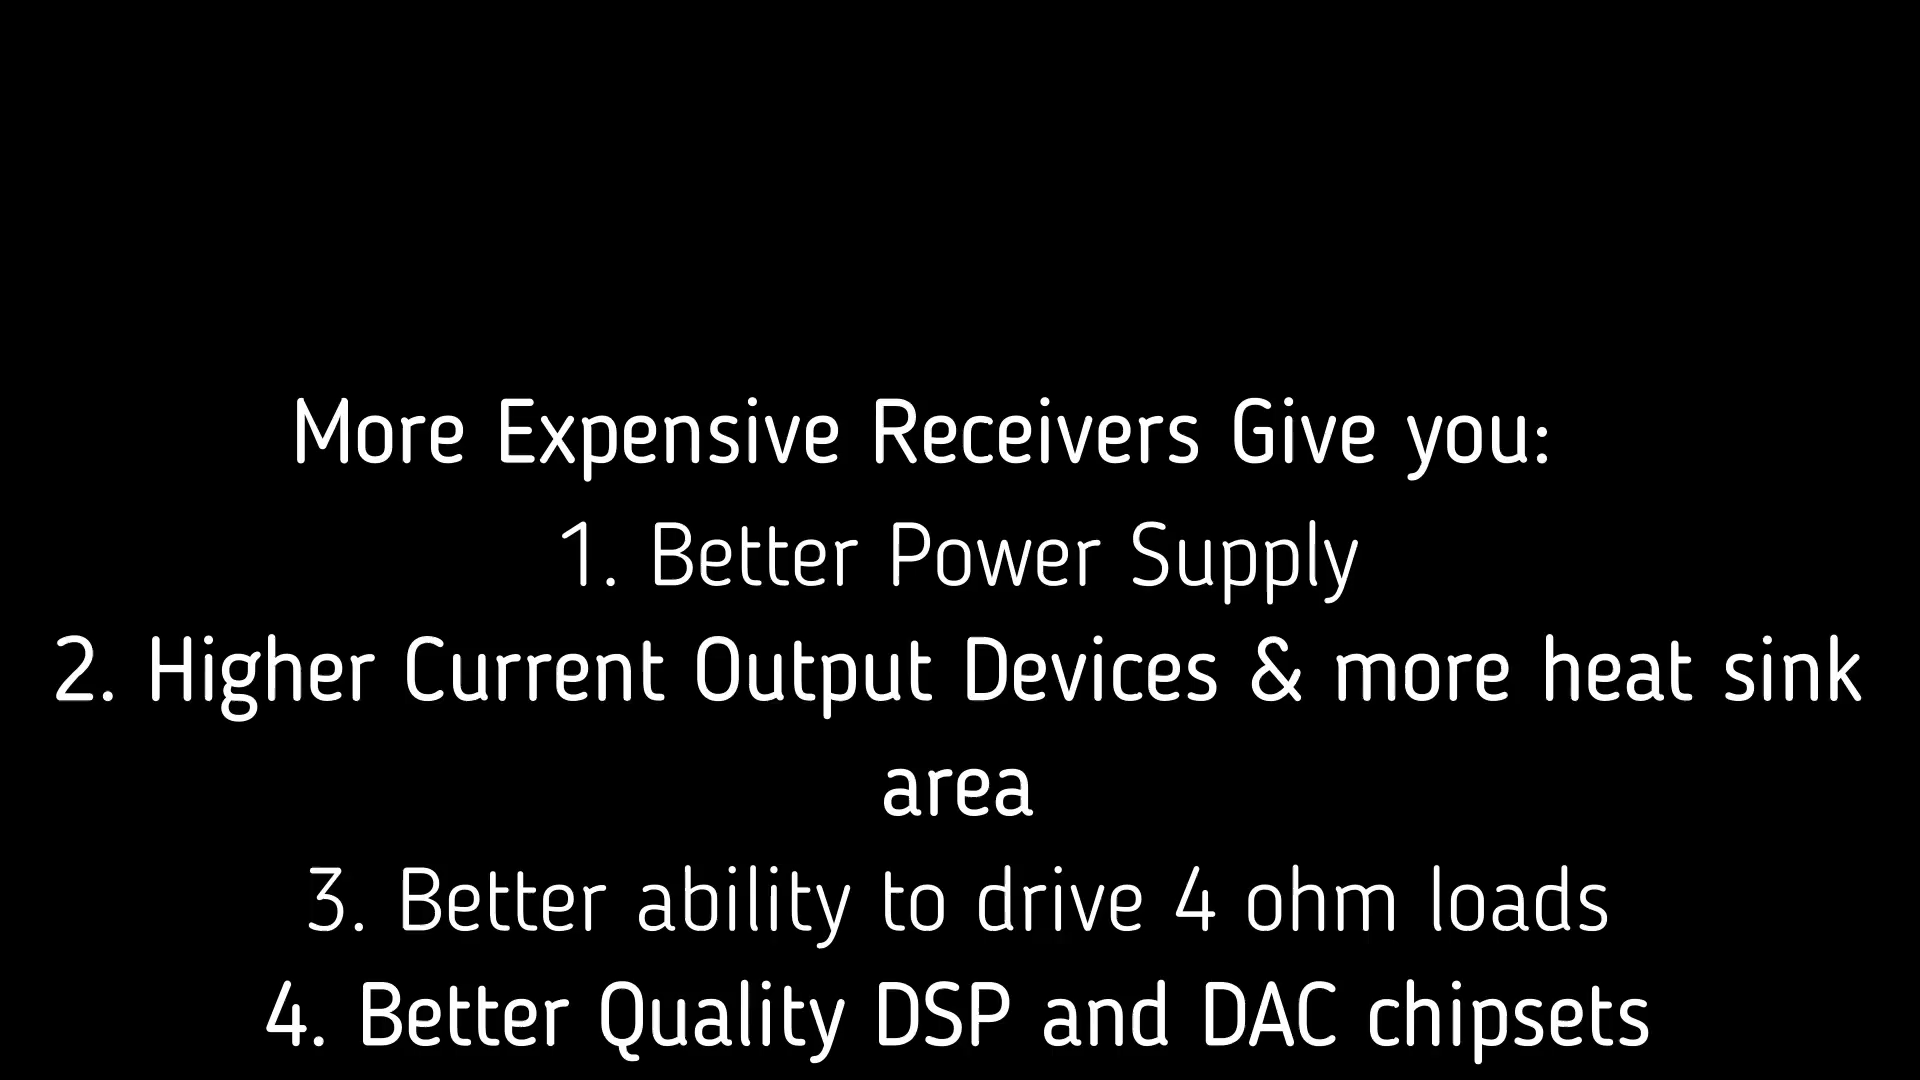 More Expensive Receivers Give you:
1. Better Power Supply
2. Higher Current Output Devices & more heat sink
area
3. Better ability to drive 4 ohm loads
4. Better Quality DSP and DAC chipsets